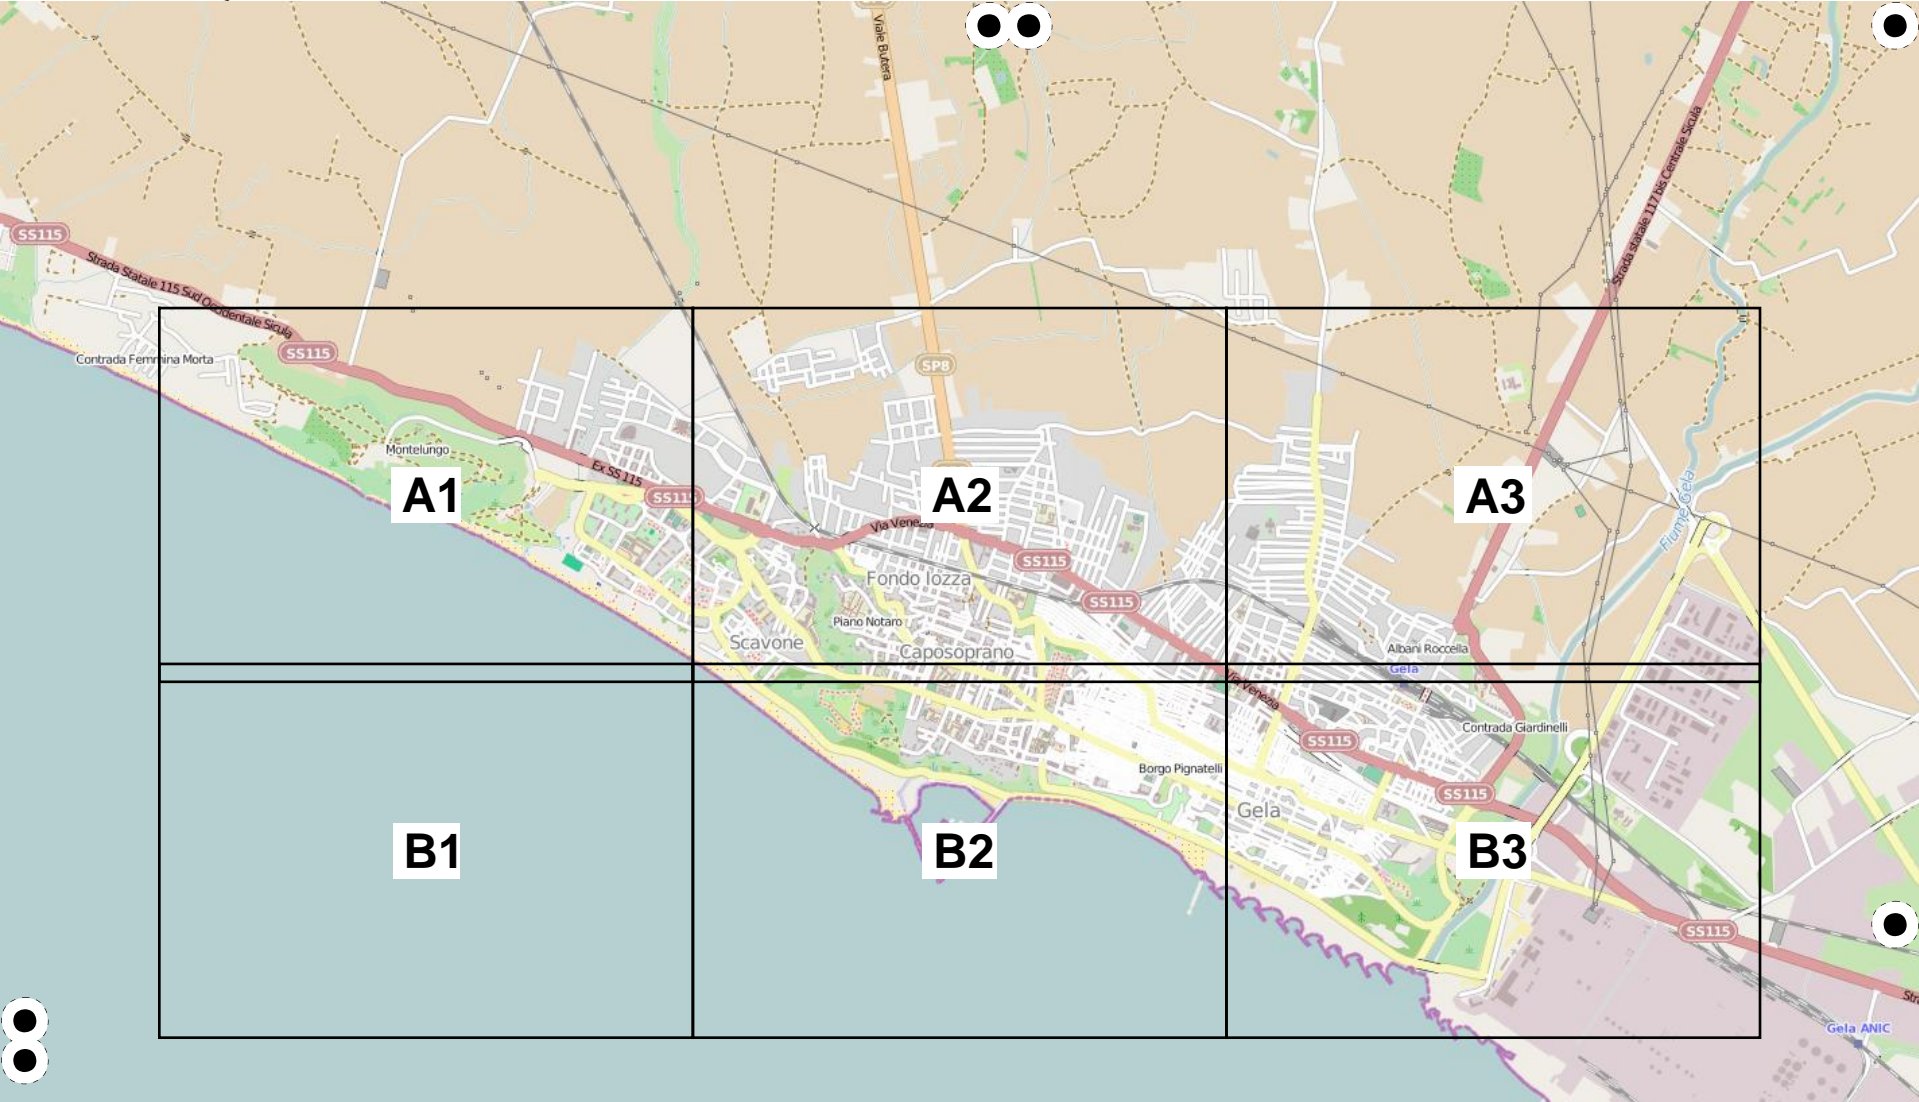 Viale Butera
SS115
Strada Statale 115 Sud Occidentale Sicula
Strada statale 117 bis Centrale Sicula
Contrada Femmina Morta
SS115
SP8
Montelungo
Ex SS 115
SS115
A1
A2
A3
Via Venezia
Fiume Gela
SS115
Fondo Iozza
SS115
Piano Notaro
Scavone
Caposoprano
Albani Roccella
Gela
Via Venezia
Contrada Giardinelli
SS115
Borgo Pignatelli
SS115
Gela
B1
B2
B3
SS115
Gela ANIC